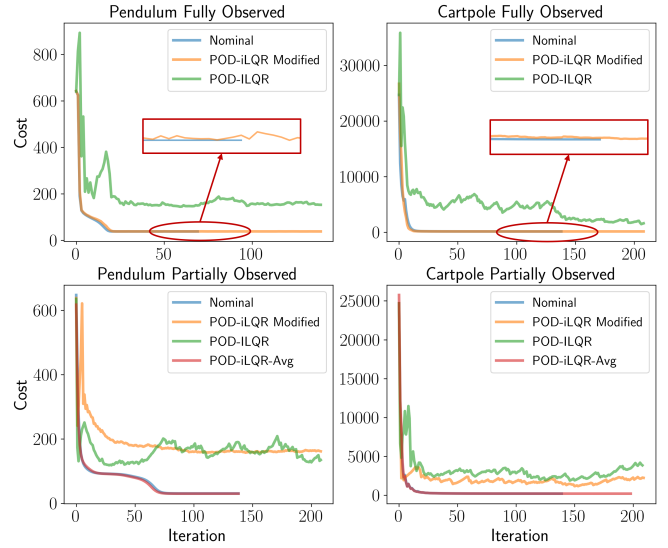 Pendulum Fully Observed
Cost
800
600
400
200
0
0
50
100
Nominal
POD-iLQR Modified
POD-ILQR
Cartpole Fully Observed
30000
20000
10000
0
0
50
100
150
200
Nominal
POD-iLQR Modified
POD-ILQR
Pendulum Partially Observed
Cost
600
400
200
0
0
50
100
150
200
Iteration
Nominal
POD-iLQR Modified
POD-ILQR
POD-iLQR-Avg
Cartpole Partially Observed
25000
20000
15000
10000
5000
0
0
50
100
150
200
Iteration
Nominal
POD-iLQR Modified
POD-ILQR
POD-iLQR-Avg